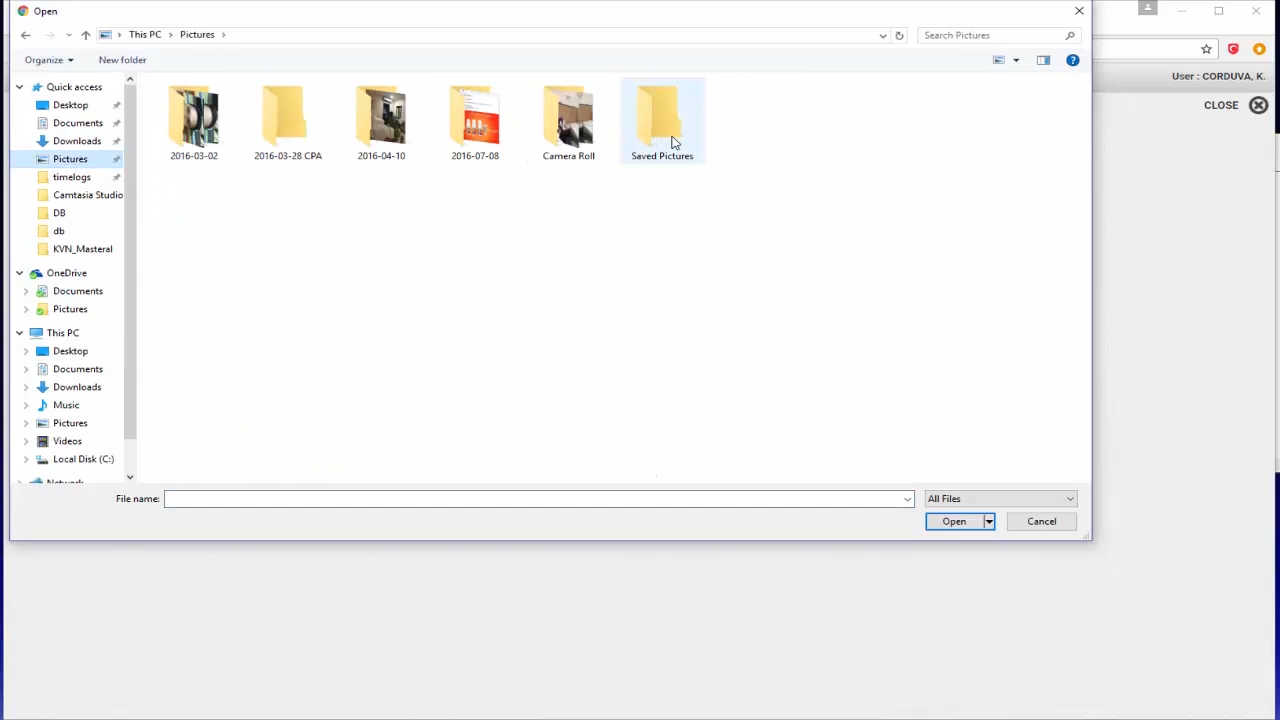 Open
This PC
Pictures
Search Pictures
User : CORDUVA, K.
Organize
New folder
CLOSE
Quick access
Desktop
Documents
Downloads
Pictures
timelogs
Camtasia Studio
DB
db
KVN_Masteral
OneDrive
Documents
Pictures
This PC
Desktop
Documents
Downloads
Music
Pictures
Videos
Local Disk (C:)
Network
2016-03-02
2016-03-28 CPA
2016-04-10
2016-07-08
Camera Roll
Saved Pictures
File name:
All Files
Open
Cancel